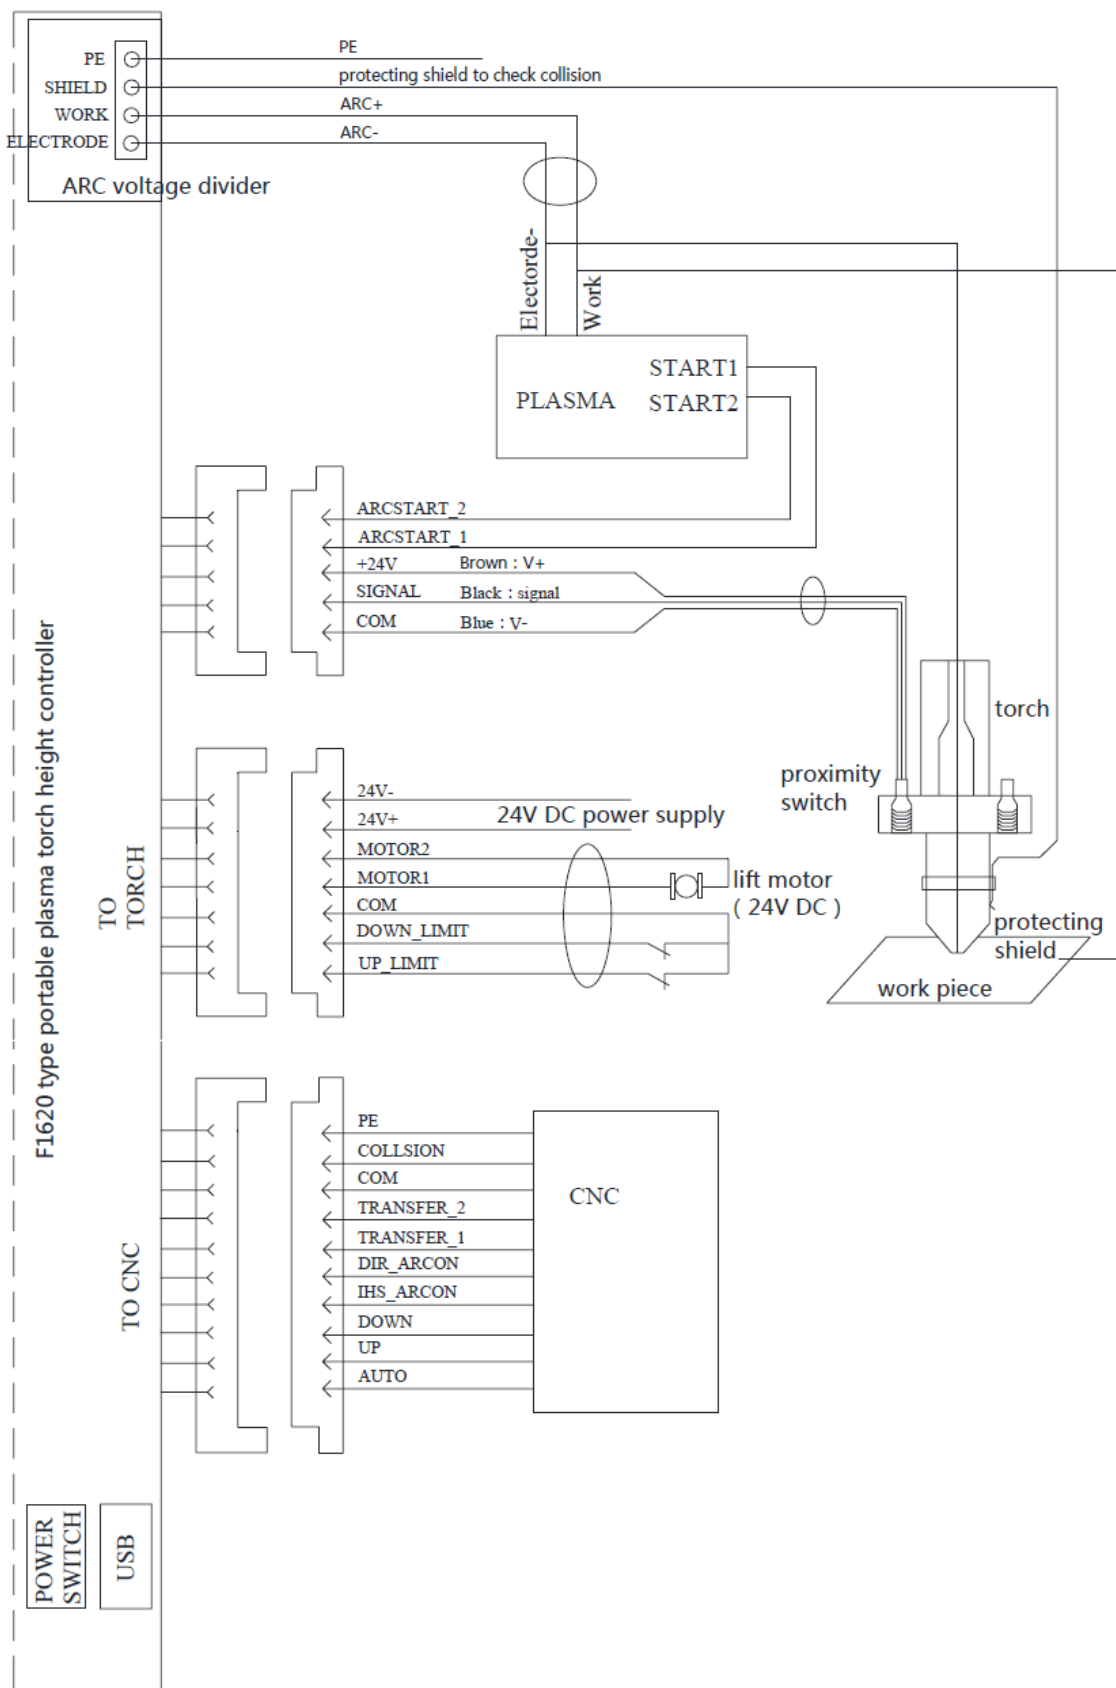 PE
PE
SHIELD
protecting shield to check collision
WORK
ARC+
ELECTRODE
ARC-
ARC voltage divider
Electorde-
Work
PLASMA
START1
START2
ARCSTART_2
ARCSTART_1
+24V
Brown : V+
SIGNAL
Black : signal
COM
Blue : V-
F1620 type portable plasma torch height controller
torch
proximity
switch
TO
TORCH
24V-
24V+
24V DC power supply
MOTOR2
MOTOR1
lift motor
( 24V DC )
COM
DOWN_LIMIT
UP_LIMIT
protecting
shield
work piece
TO CNC
PE
COLLSION
COM
TRANSFER_2
TRANSFER_1
DIR_ARCON
IHS_ARCON
DOWN
UP
AUTO
CNC
POWER
SWITCH
USB